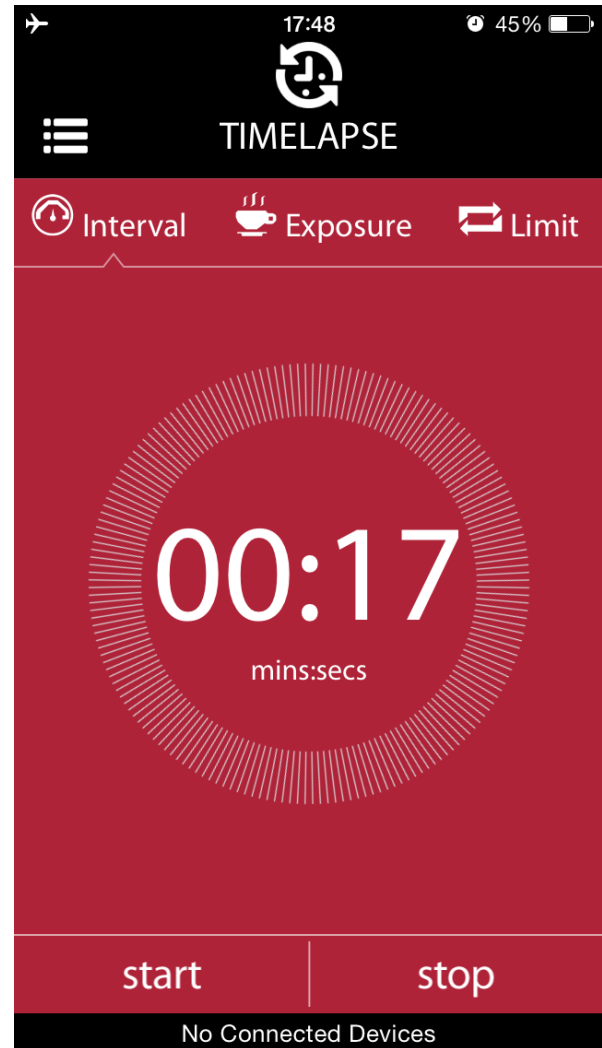 17:48 45%
TIMELAPSE
Interval Exposure Limit
00:17
mins:secs
start stop
No Connected Devices